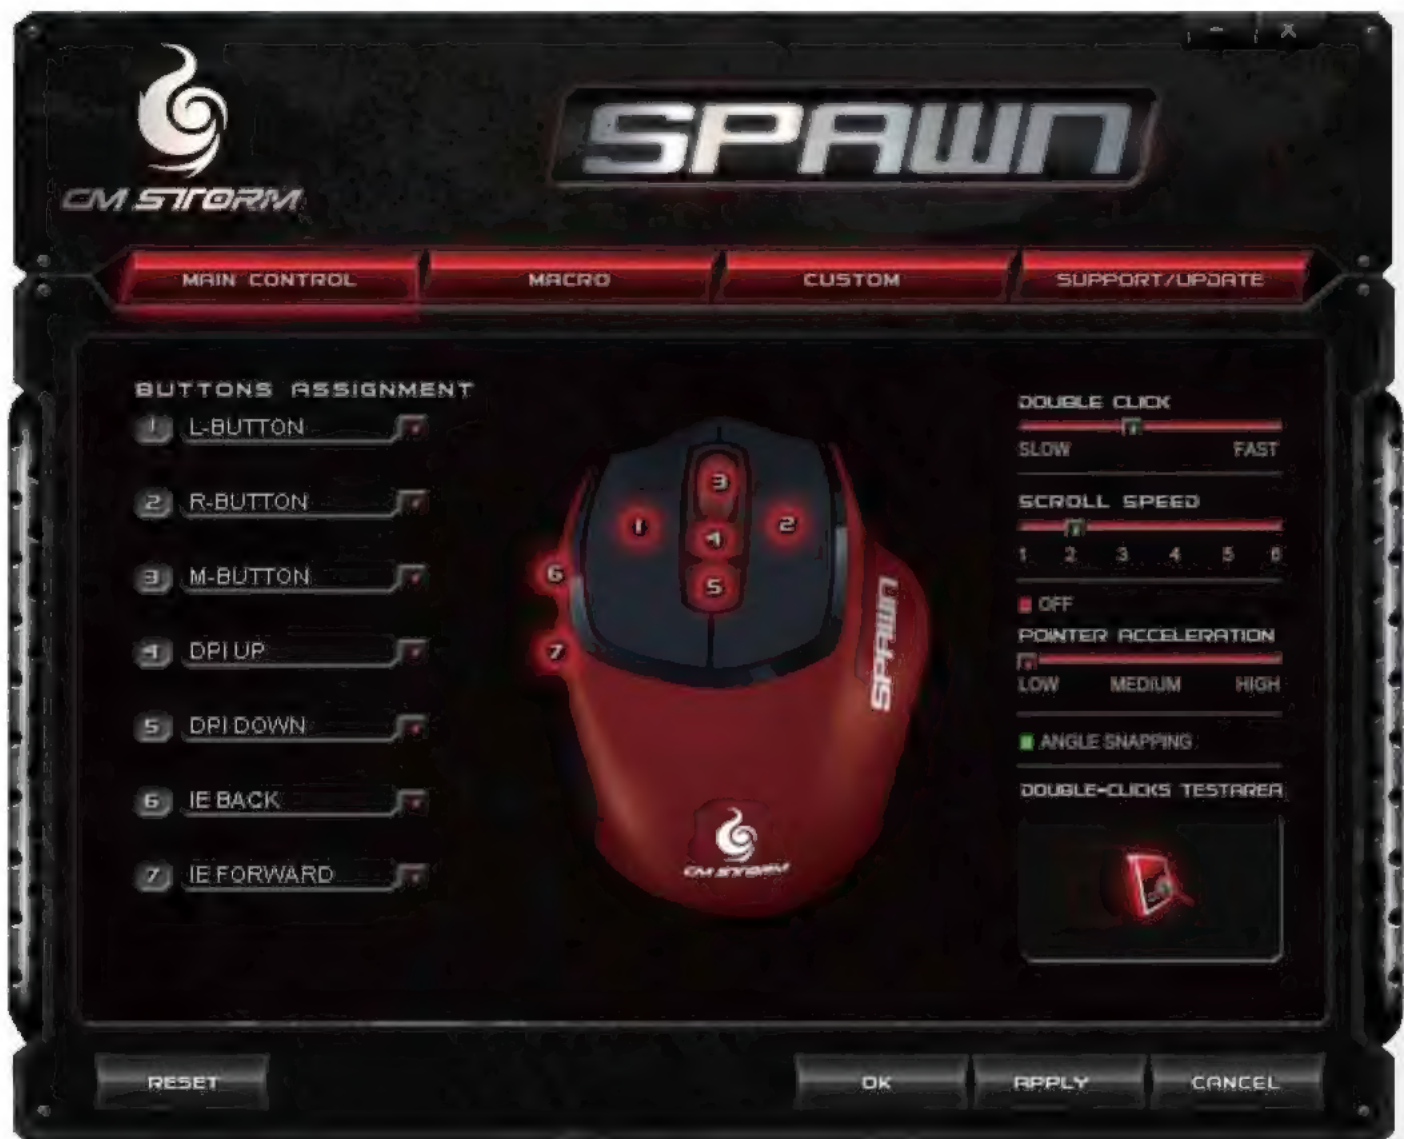 CM STORM
SPAWN
MAIN CONTROL
MACRO
CUSTOM
SUPPORT/UPDATE
BUTTONS ASSIGNMENT
1 L-BUTTON
2 R-BUTTON
3 M-BUTTON
4 DPI UP
5 DPI DOWN
6 IE BACK
7 IE FORWARD
3
1
2
4
5
6
7
SPAWN
CM STORM
DOUBLE CLICK
SLOW FAST
SCROLL SPEED
1 2 3 4 5 6
OFF
POINTER ACCELERATION
LOW MEDIUM HIGH
ANGLE SNAPPING
DOUBLE-CLICKS TESTAREA
RESET
OK
APPLY
CANCEL